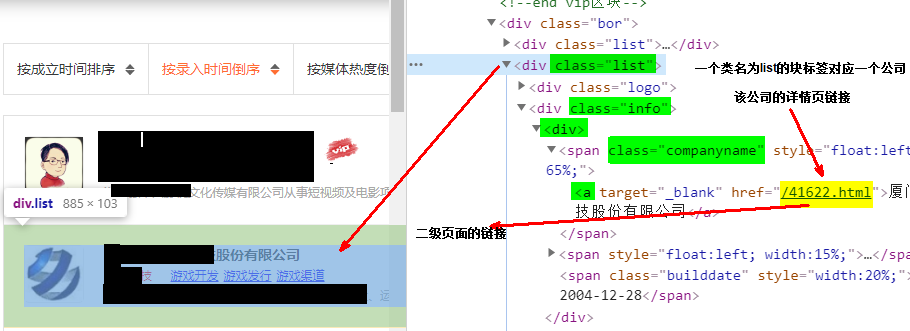 按成立时间排序
按录入时间倒序
按媒体热度倒
vip
文化传媒有限公司从事短视频及电影项
div.list 885 × 103
股份有限公司
技 游戏开发 游戏发行 游戏渠道
、运
<!--end vip区块-->
▼<div class="bor">
▶<div class="list">…</div>
… ▼<div class="list">
▶<div class="logo">
▼<div class="info">
▼<div>
▼<span class="companyname" style="float:left
65%;">
<a target="_blank" href="/41622.html">厦门
技股份有限公司</a>
</span>
▶<span style="float:left; width:15%;">…</s
<span class="builddate" style="width:20%;"
2004-12-28</span>
</div>
一个类名为list的块标签对应一个公司
该公司的详情页链接
二级页面的链接